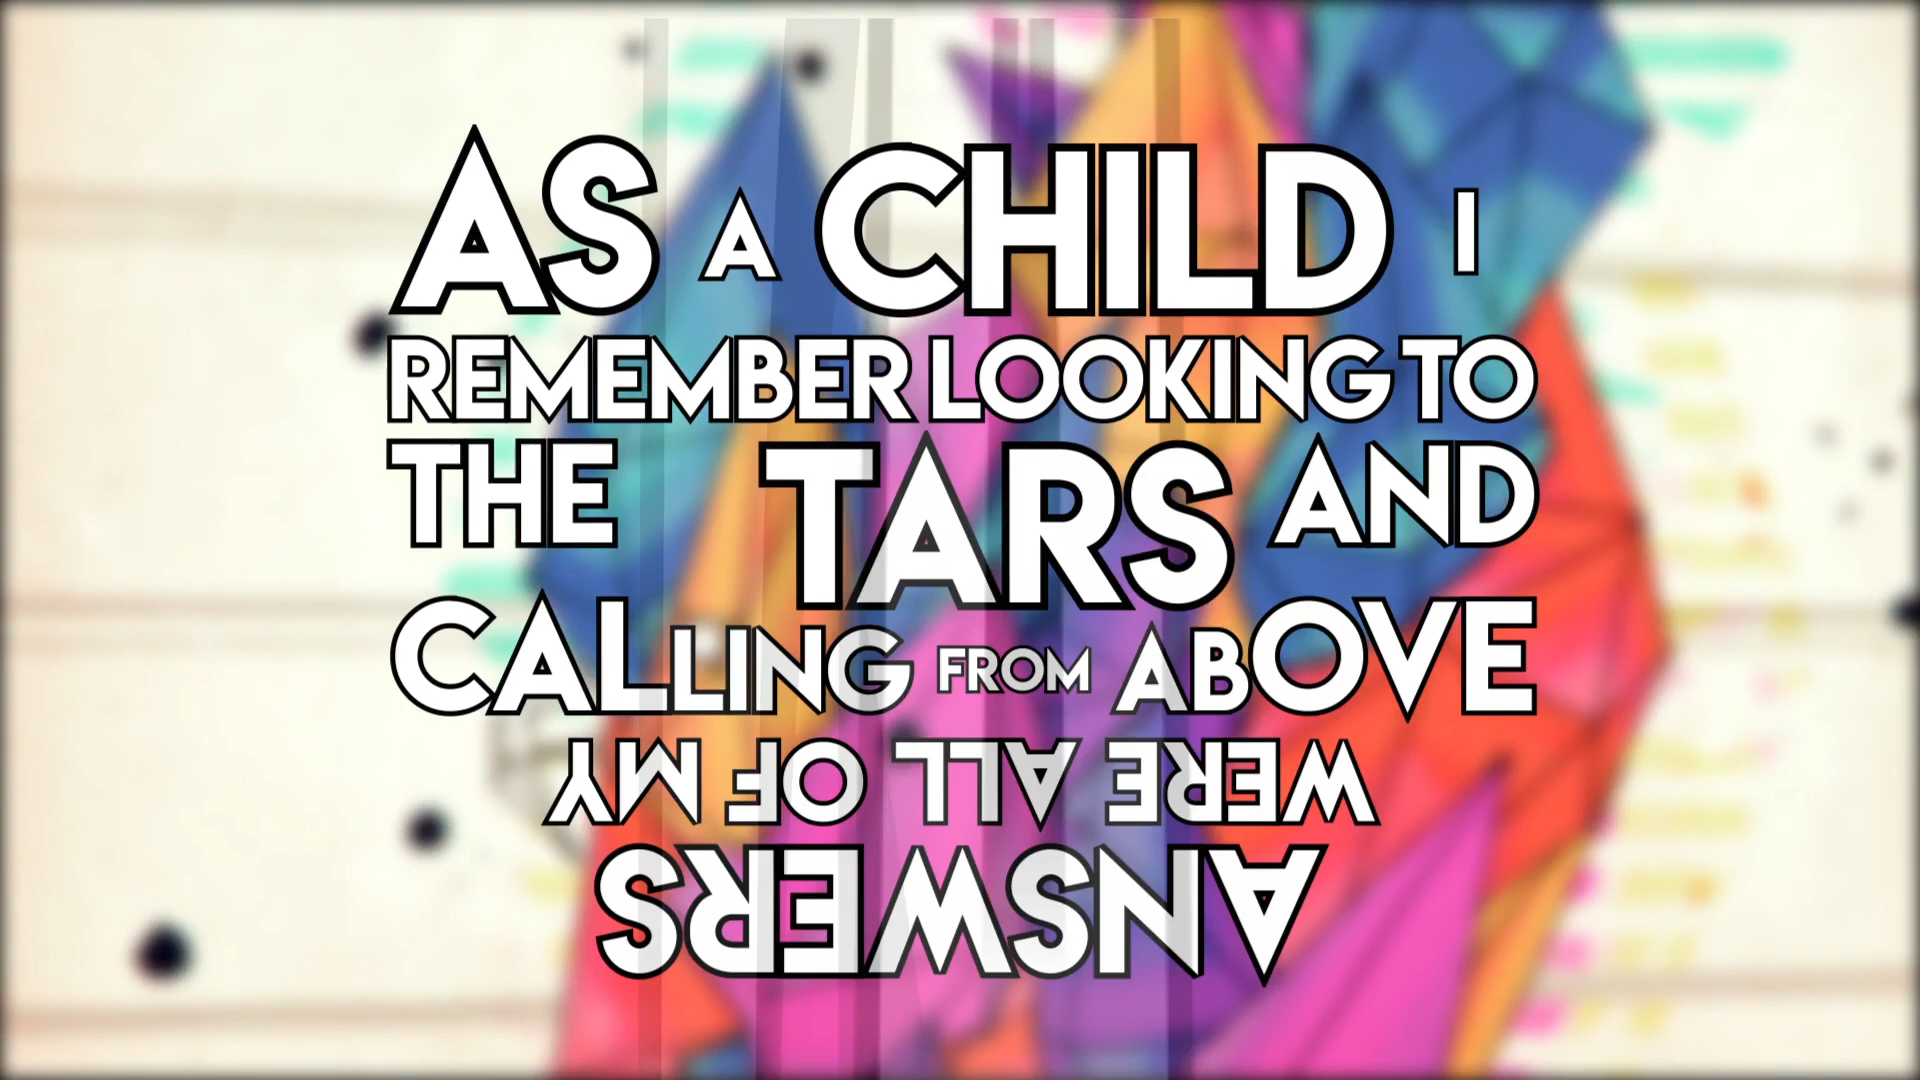 AS A CHILD I
REMEMBER LOOKING TO
THE TARS AND
CALLING FROM ABOVE
WERE ALL OF MY
ANSWERS